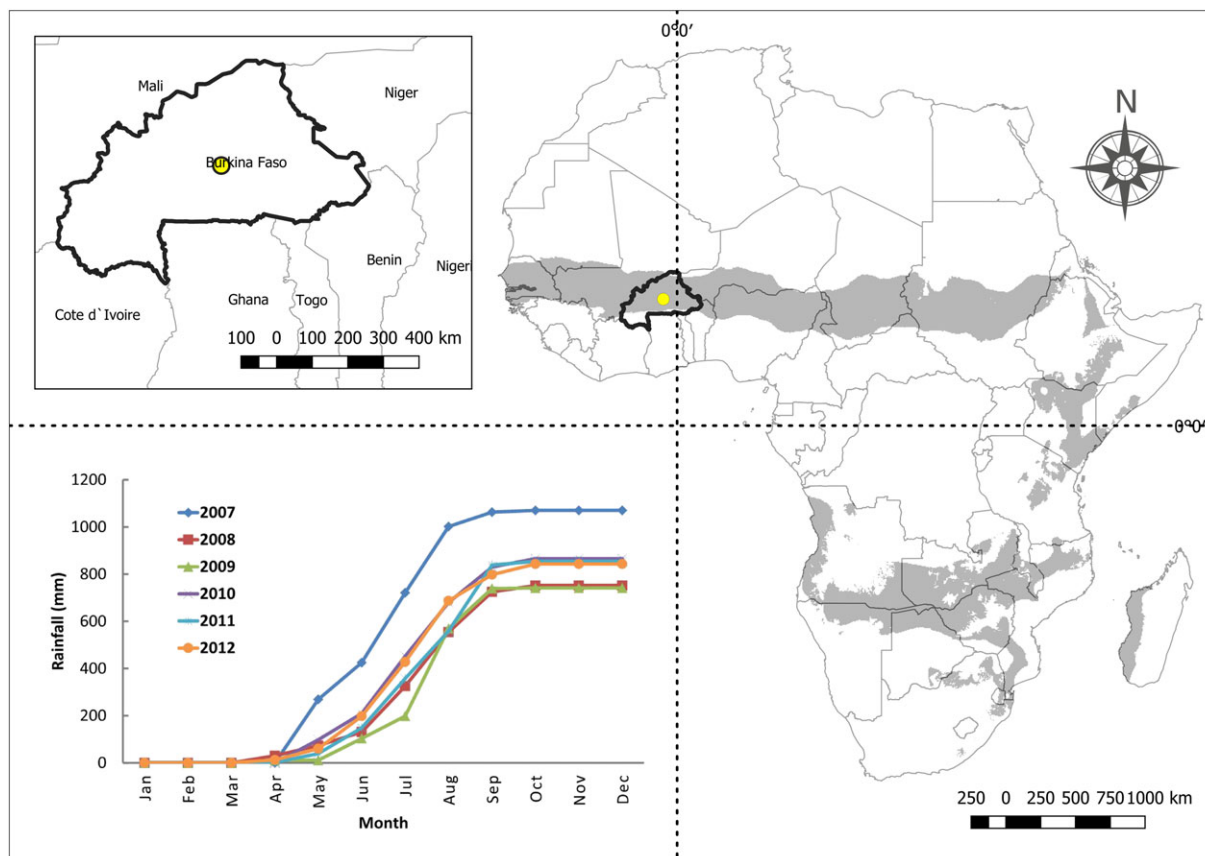 0°0′
N
Mali
Niger
Burkina Faso
Benin
Nigeri
Ghana
Togo
Cote d`Ivoire
100 0 100 200 300 400 km
0°0′
1200
1000
800
600
400
200
0
Rainfall (mm)
2007
2008
2009
2010
2011
2012
Jan Feb Mar Apr May Jun Jul Aug Sep Oct Nov Dec
Month
250 0 250 500 750 1000 km